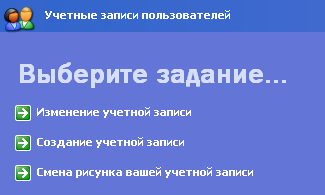 Учетные записи пользователей
Выберите задание...
Изменение учетной записи
Создание учетной записи
Смена рисунка вашей учетной записи